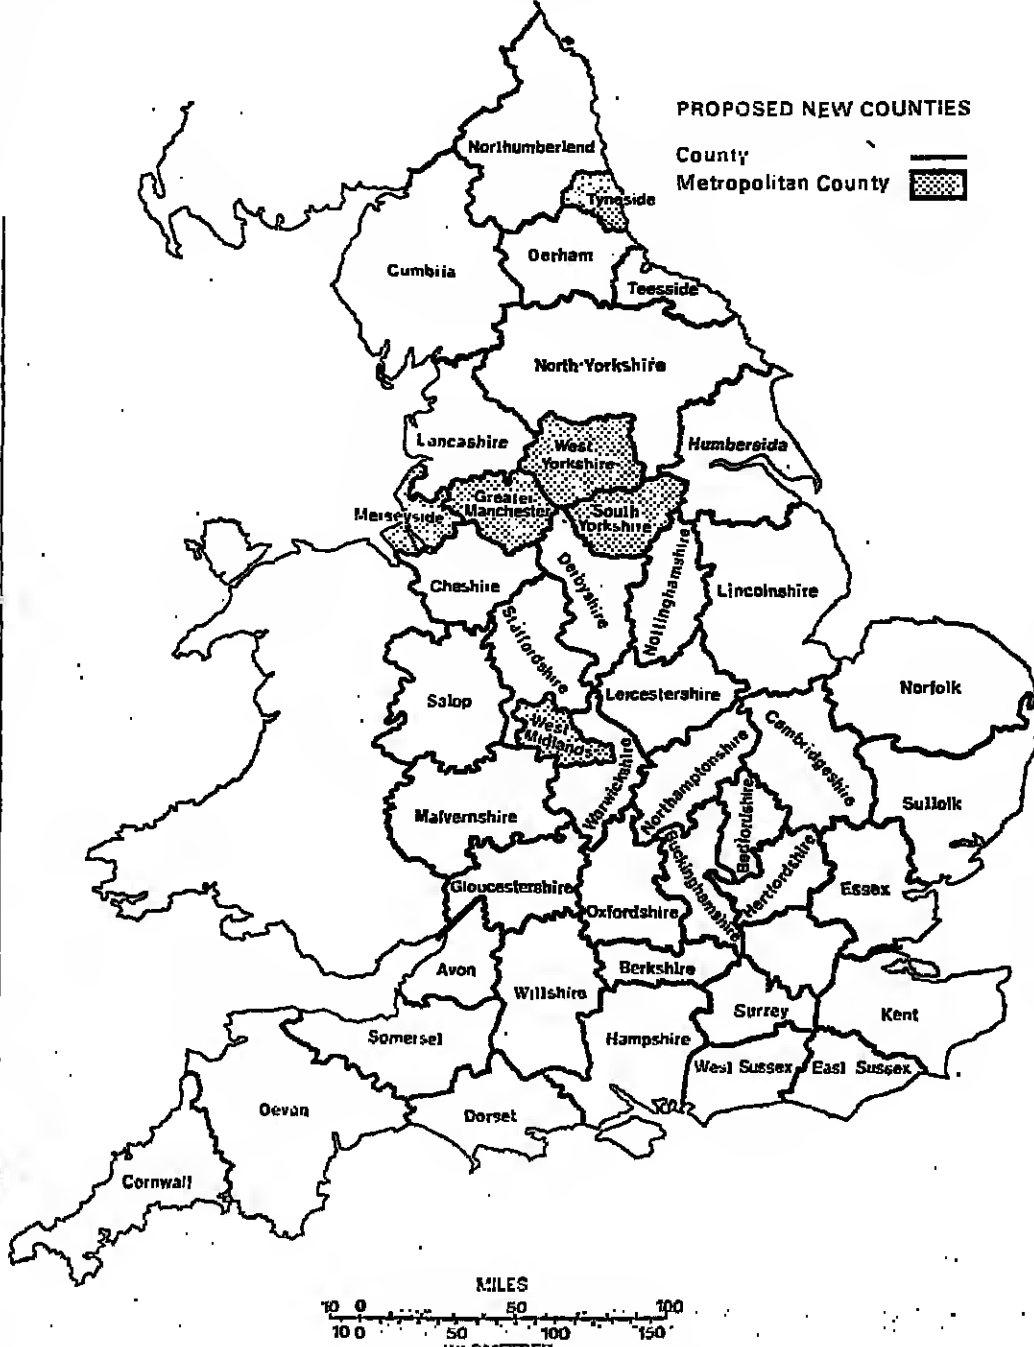 PROPOSED NEW COUNTIES
County
Metropolitan County
Northumberlend
Tyneside
Cumbria
Derham
Teesside
North Yorkshire
Lancashire
West
Yorkshire
Humbersida
Greater
Manchester
Merseyside
South
Yorkshire
Cheshire
Derbyshire
Nottinghamshire
Lincolnshire
Staffordshire
Salop
Leicestershire
Norfolk
West
Midlands
Warwickshire
Northamptonshire
Cambridgeshire
Malvernshire
Bedfordshire
Suffolk
Gloucestershire
Oxfordshire
Buckinghamshire
Hertfordshire
Essex
Avon
Wiltshire
Berkshire
Surrey
Kent
Somerset
Hampshire
West Sussex
East Sussex
Devon
Dorset
Cornwall
MILES
10 0 50 100
10 0 50 100 150